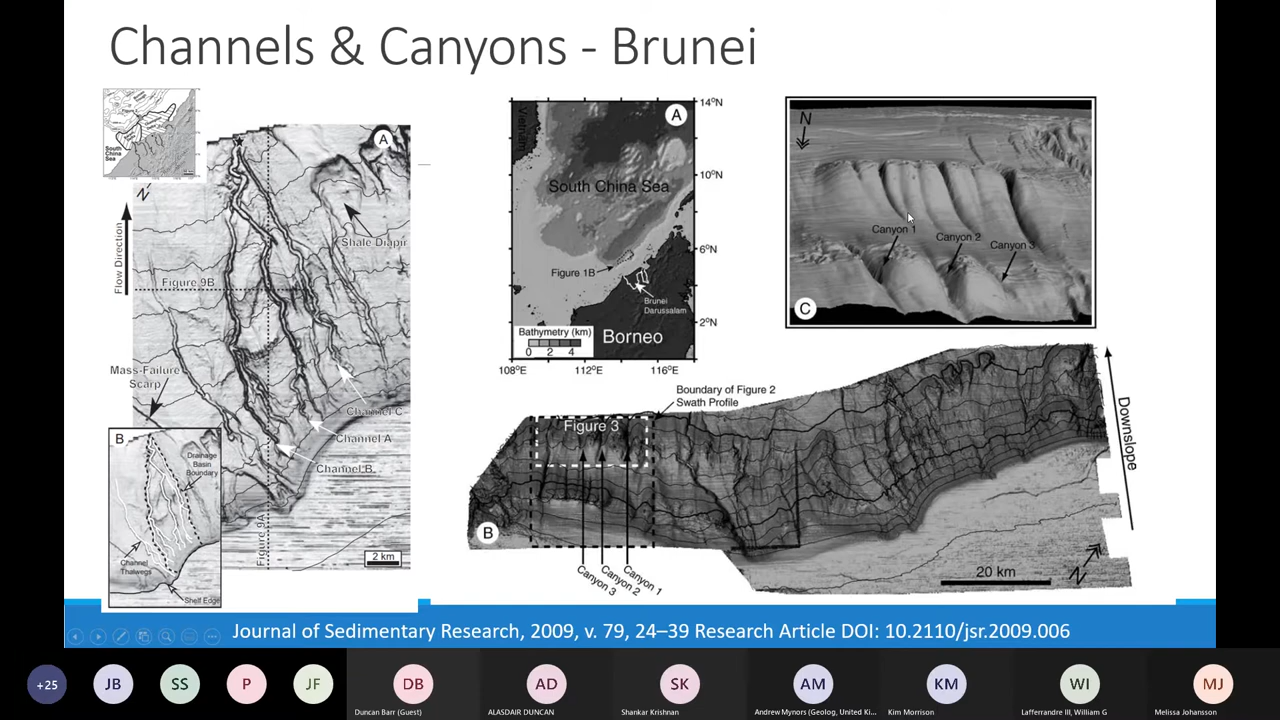 Channels & Canyons - Brunei
South
China
Sea
A
N
Flow Direction
Shale Diapir
Figure 9B
Mass-Failure
Scarp
Channel C
Channel A
Channel B
Figure 9A
2 km
B
Drainage
Basin
Boundary
Channel
Thalwegs
Shelf Edge
A
Vietnam
South China Sea
Figure 1B
Brunei
Darussalam
Borneo
Bathymetry (km)
0 2 4
14°N
10°N
6°N
2°N
108°E 112°E 116°E
N
Canyon 1
Canyon 2
Canyon 3
C
Boundary of Figure 2
Swath Profile
Figure 3
B
Canyon 3
Canyon 2
Canyon 1
20 km
N
Downslope
Journal of Sedimentary Research, 2009, v. 79, 24–39 Research Article DOI: 10.2110/jsr.2009.006
+25
JB
SS
P
JF
DB
AD
SK
AM
KM
WI
MJ
Duncan Barr (Guest)
ALASDAIR DUNCAN
Shankar Krishnan
Andrew Mynors (Geolog, United Ki...
Kim Morrison
Lafferrandre III, William G
Melissa Johansson